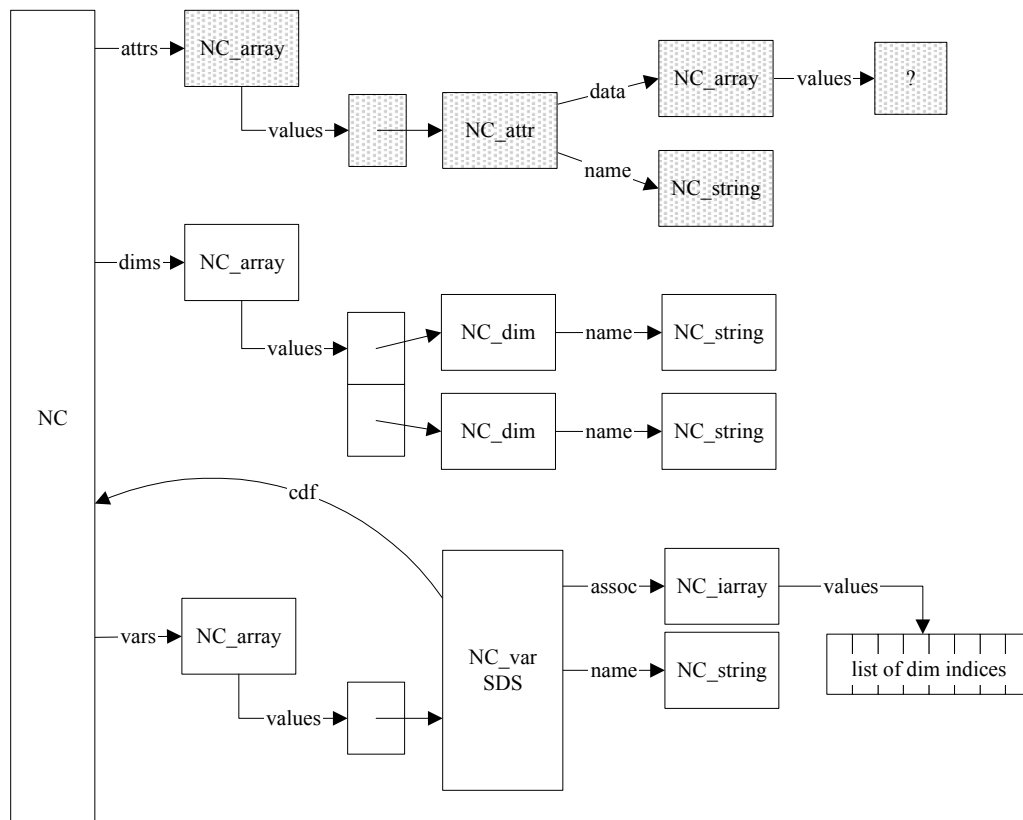 attrs
NC_array
values
NC_attr
data
NC_array
values
?
name
NC_string
dims
NC_array
values
NC_dim
name
NC_string
NC_dim
name
NC_string
NC
cdf
vars
NC_array
values
NC_var
SDS
assoc
NC_iarray
values
list of dim indices
name
NC_string